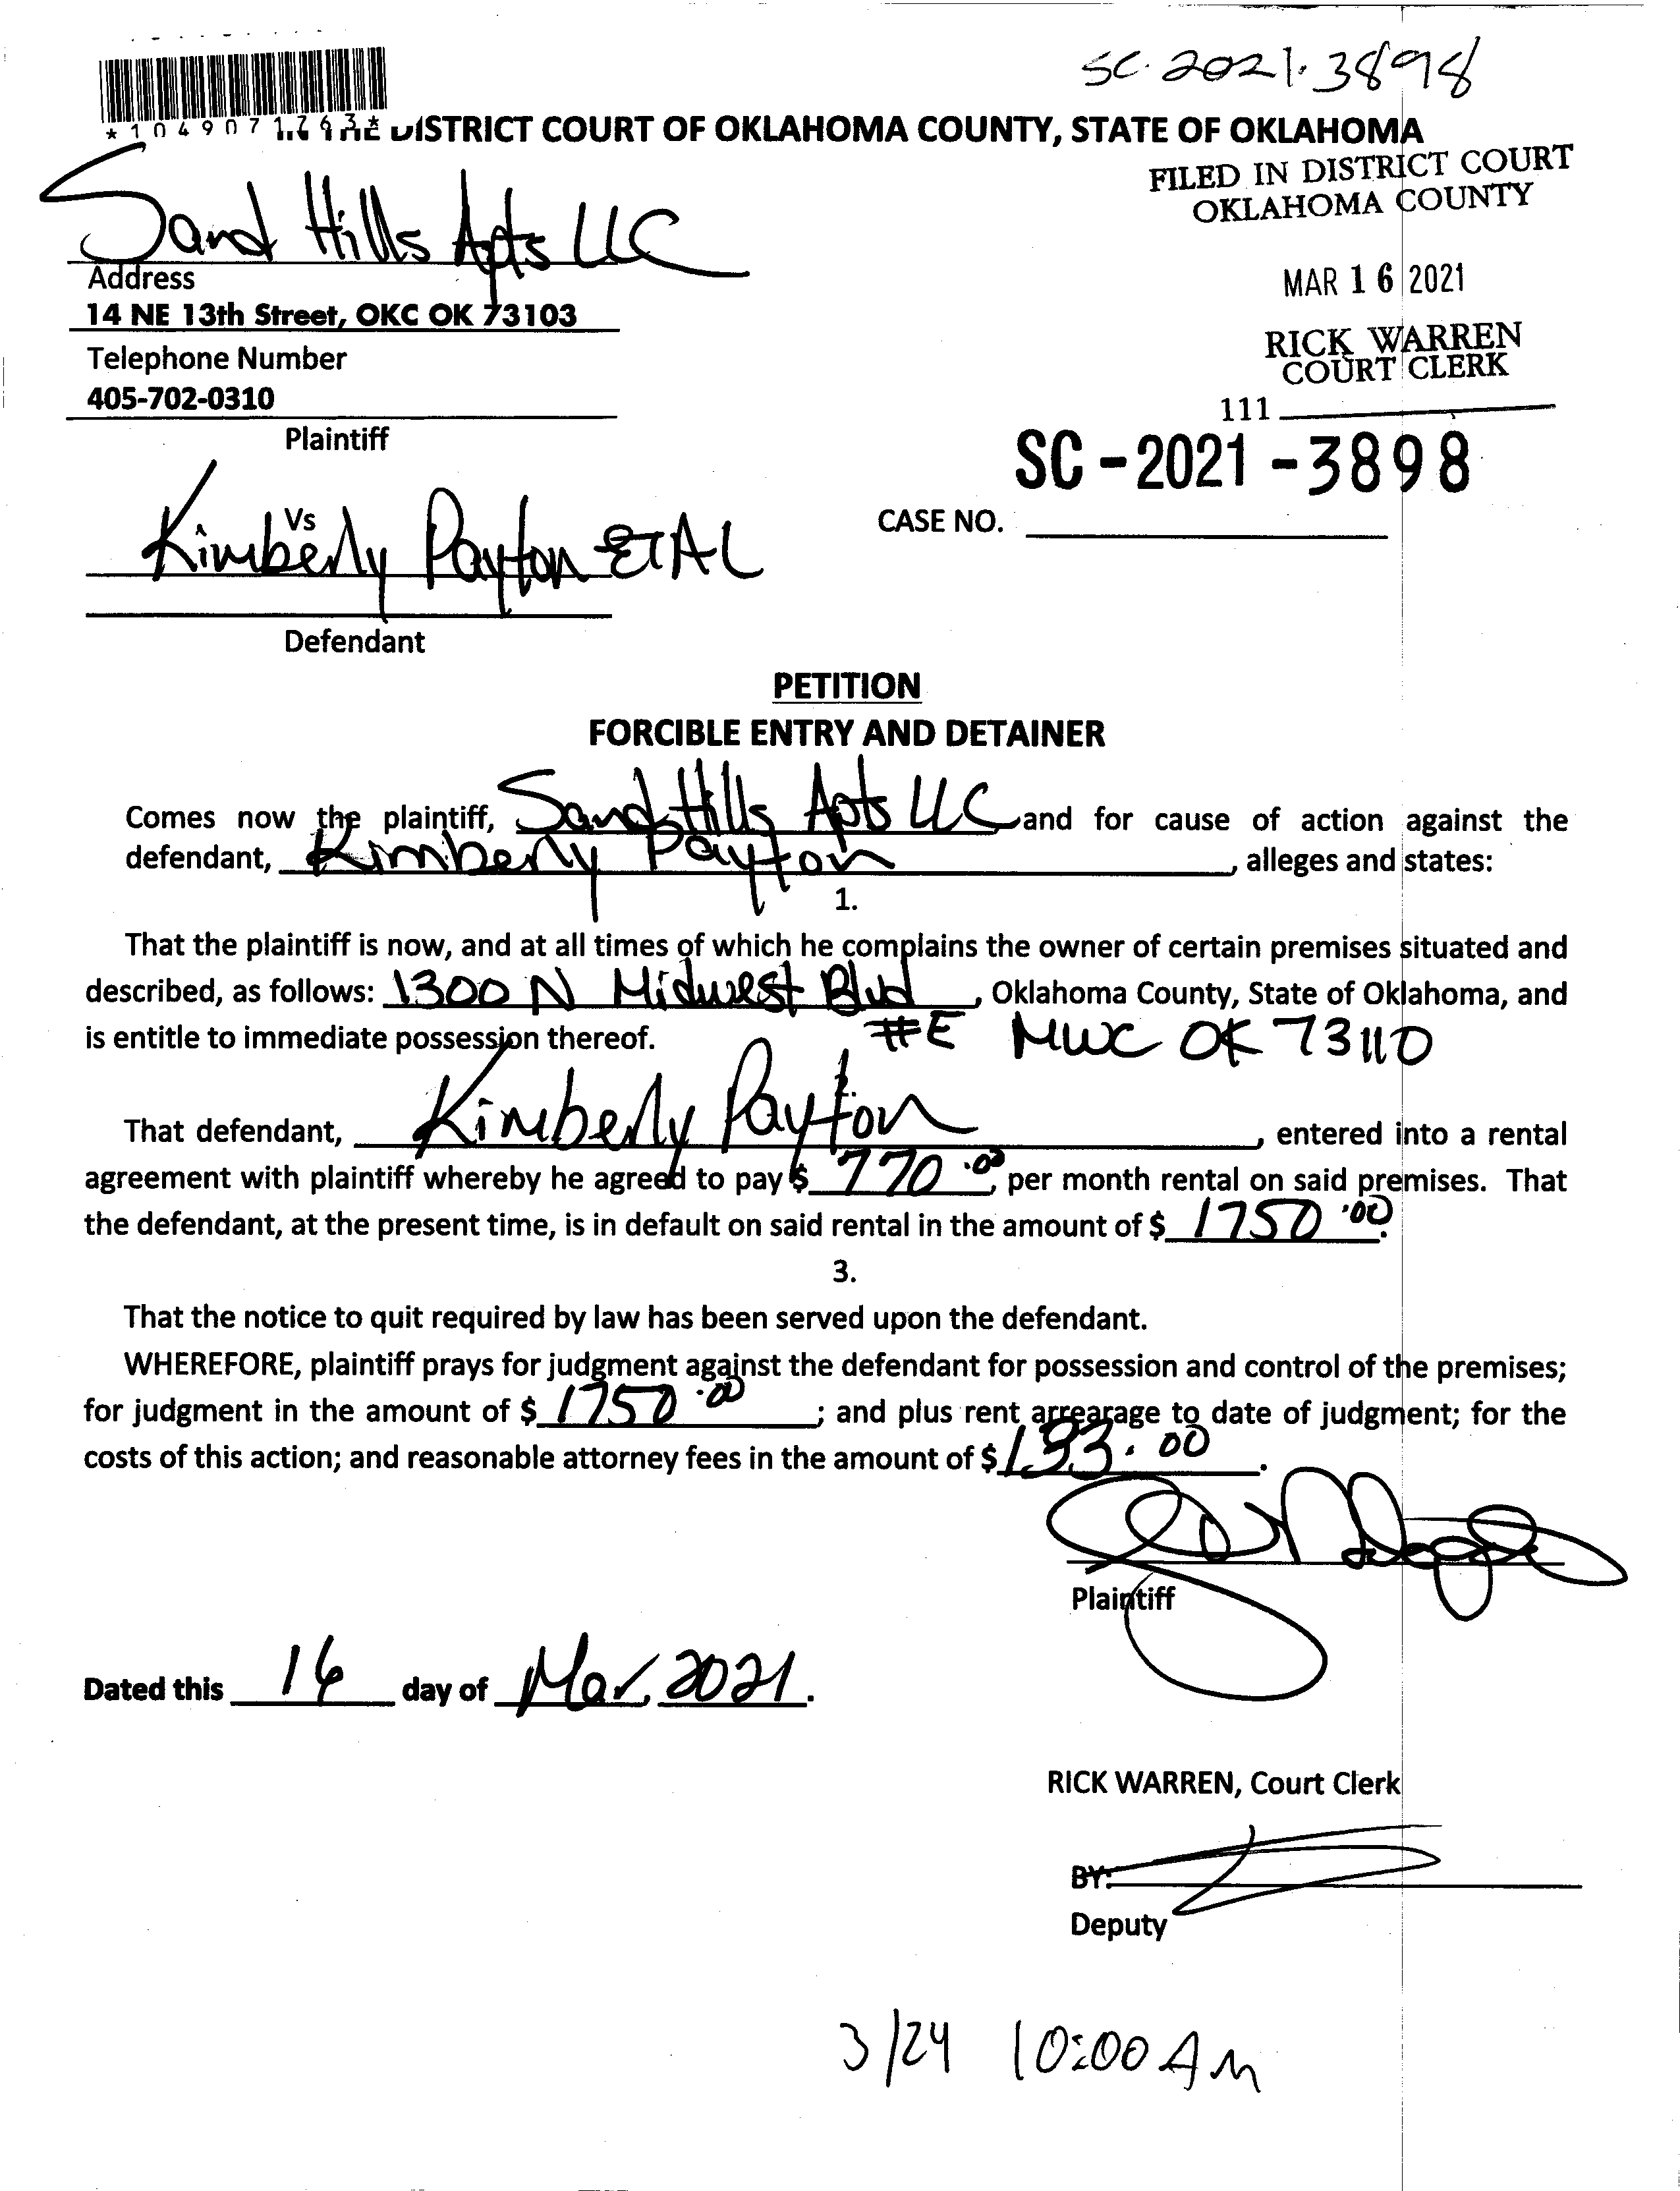 SC-2021-3898
*1049071763*
DISTRICT COURT OF OKLAHOMA COUNTY, STATE OF OKLAHOMA
FILED IN DISTRICT COURT
OKLAHOMA COUNTY
Sand Hills Apts LLC
Address
14 NE 13th Street, OKC OK 73103
MAR 16 2021
Telephone Number
405-702-0310
RICK WARREN
COURT CLERK
111
Plaintiff
SC-2021-3898
Vs
CASE NO.
Kimberly Payton ET AL
Defendant
PETITION
FORCIBLE ENTRY AND DETAINER
Comes now the plaintiff, Sand Hills Apts LLC and for cause of action against the
defendant, Kimberly Payton, alleges and states:
1.
That the plaintiff is now, and at all times of which he complains the owner of certain premises situated and
described, as follows: 1300 N Midwest Blvd, Oklahoma County, State of Oklahoma, and
is entitle to immediate possession thereof. #E MWC OK 73110
2.
That defendant, Kimberly Payton, entered into a rental
agreement with plaintiff whereby he agreed to pay $ 770.00, per month rental on said premises. That
the defendant, at the present time, is in default on said rental in the amount of $ 1750.00.
3.
That the notice to quit required by law has been served upon the defendant.
WHEREFORE, plaintiff prays for judgment against the defendant for possession and control of the premises;
for judgment in the amount of $ 1750.00; and plus rent arrearage to date of judgment; for the
costs of this action; and reasonable attorney fees in the amount of $ .
Plaintiff
Dated this 16 day of Mar, 2021.
RICK WARREN, Court Clerk
BY:
Deputy
3/24 10:00 AM